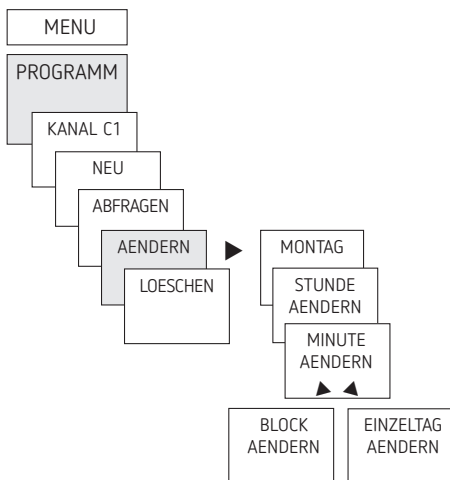 MENU
PROGRAMM
KANAL C1
NEU
ABFRAGEN
AENDERN
LOESCHEN
MONTAG
STUNDE
AENDERN
MINUTE
AENDERN
BLOCK
AENDERN
EINZELTAG
AENDERN